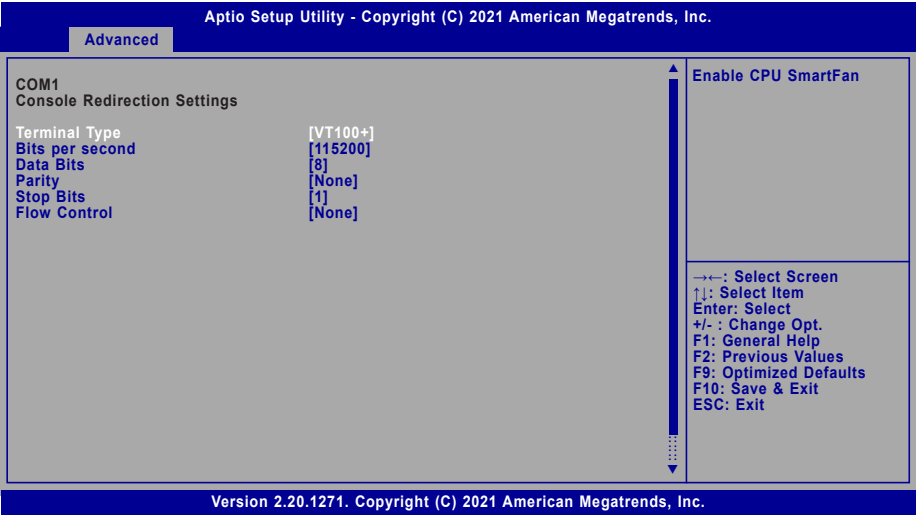 Aptio Setup Utility - Copyright (C) 2021 American Megatrends, Inc.
Advanced
COM1
Console Redirection Settings
Terminal Type [VT100+]
Bits per second [115200]
Data Bits [8]
Parity [None]
Stop Bits [1]
Flow Control [None]
Enable CPU SmartFan
→←: Select Screen
↑↓: Select Item
Enter: Select
+/- : Change Opt.
F1: General Help
F2: Previous Values
F9: Optimized Defaults
F10: Save & Exit
ESC: Exit
Version 2.20.1271. Copyright (C) 2021 American Megatrends, Inc.